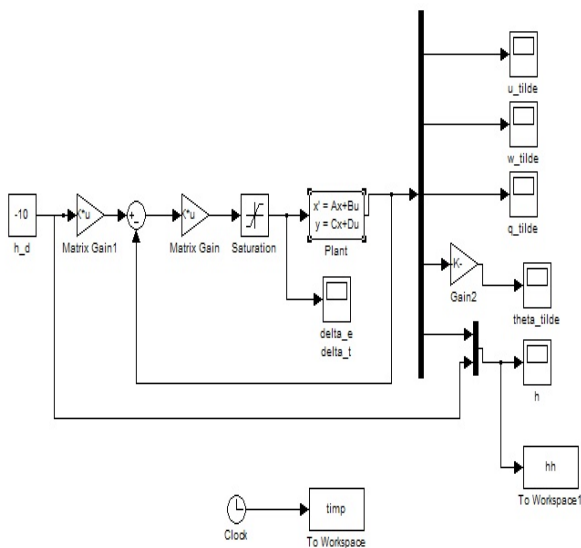 -10
h_d
K*u
Matrix Gain1
+
-
K*u
Matrix Gain
Saturation
x' = Ax+Bu
y = Cx+Du
Plant
delta_e
delta_t
u_tilde
w_tilde
q_tilde
-K-
Gain2
theta_tilde
h
hh
To Workspace1
Clock
timp
To Workspace